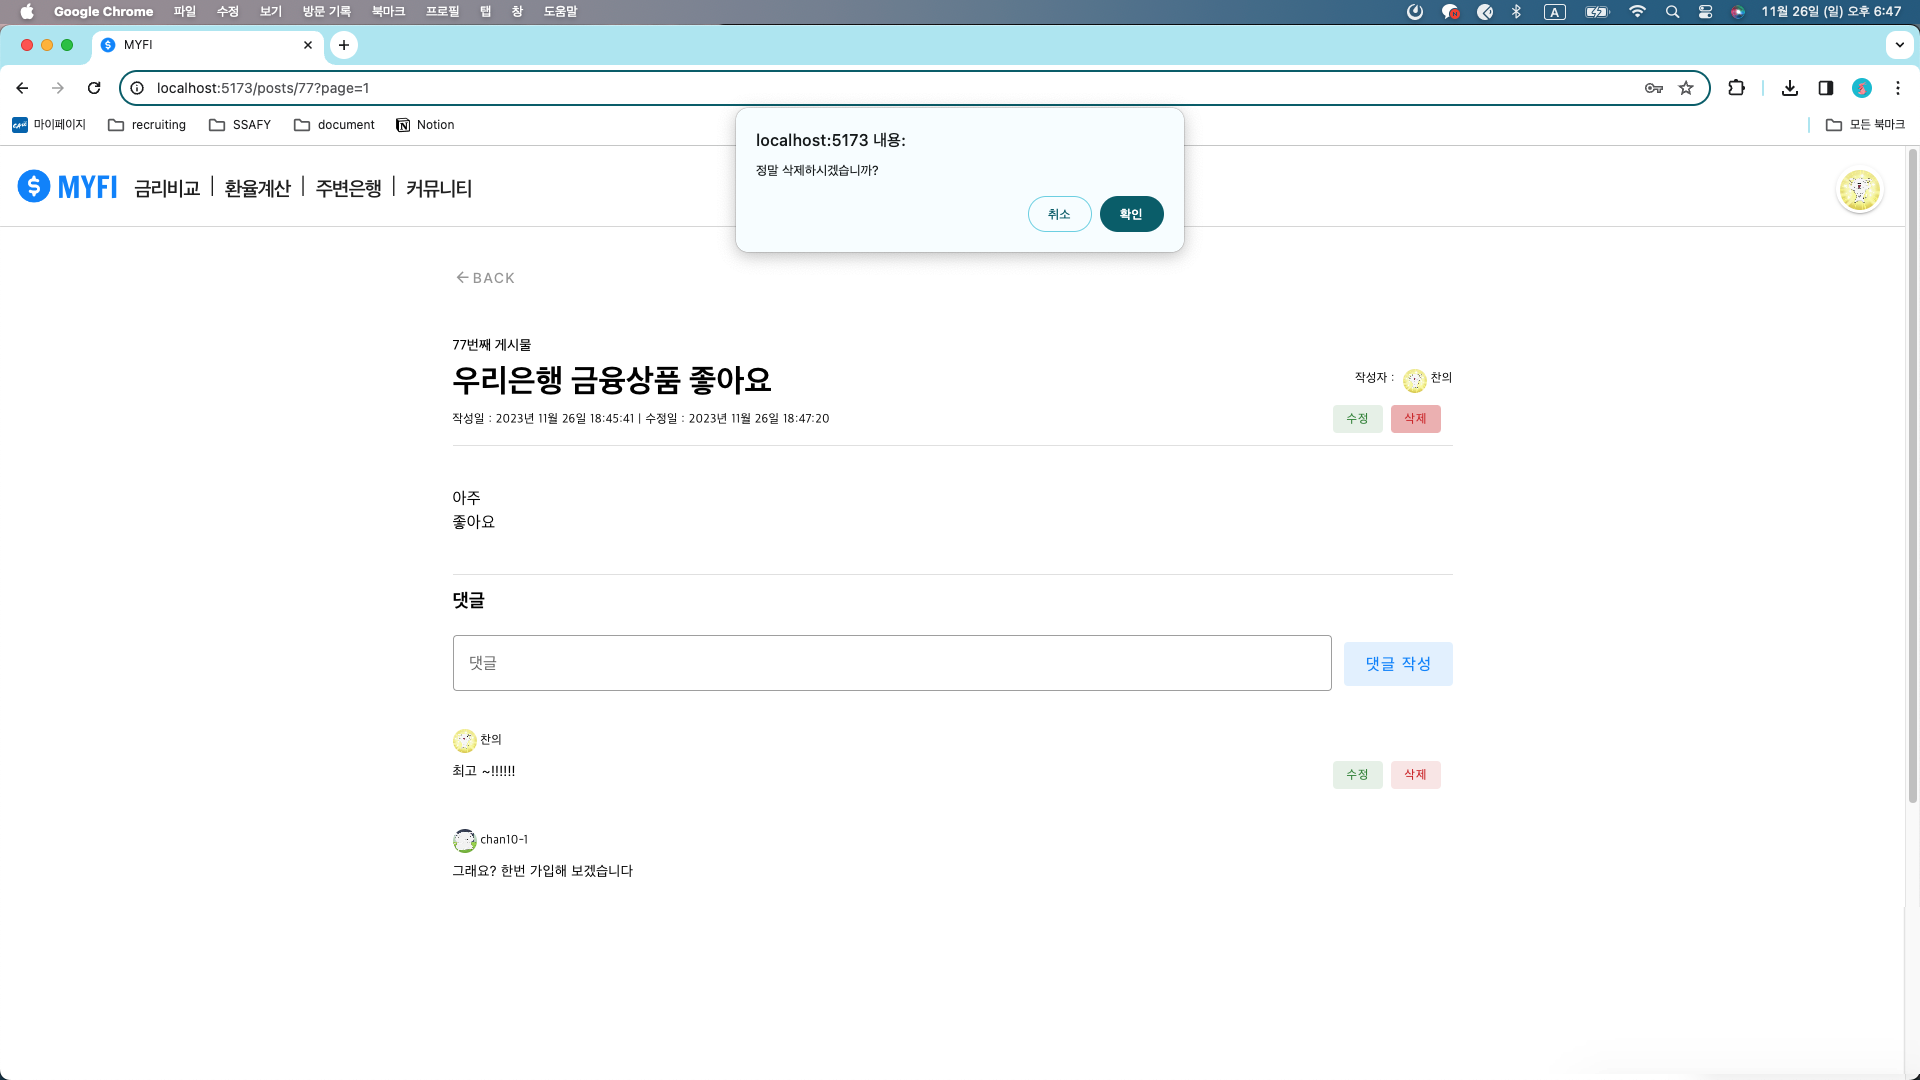 Google Chrome 파일 수정 보기 방문 기록 북마크 프로필 탭 창 도움말 A 11월 26일 (일) 오후 6:47
MYFI
localhost:5173/posts/77?page=1
마이페이지 recruiting SSAFY document Notion 모든 북마크
localhost:5173 내용:
정말 삭제하시겠습니까?
취소 확인
MYFI 금리비교 | 환율계산 | 주변은행 | 커뮤니티
BACK
77번째 게시물
우리은행 금융상품 좋아요
작성자 : 찬의
작성일 : 2023년 11월 26일 18:45:41 | 수정일 : 2023년 11월 26일 18:47:20
수정 삭제
아주
좋아요
댓글
댓글
댓글 작성
찬의
최고 ~!!!!!!
수정 삭제
chan10-1
그래요? 한번 가입해 보겠습니다